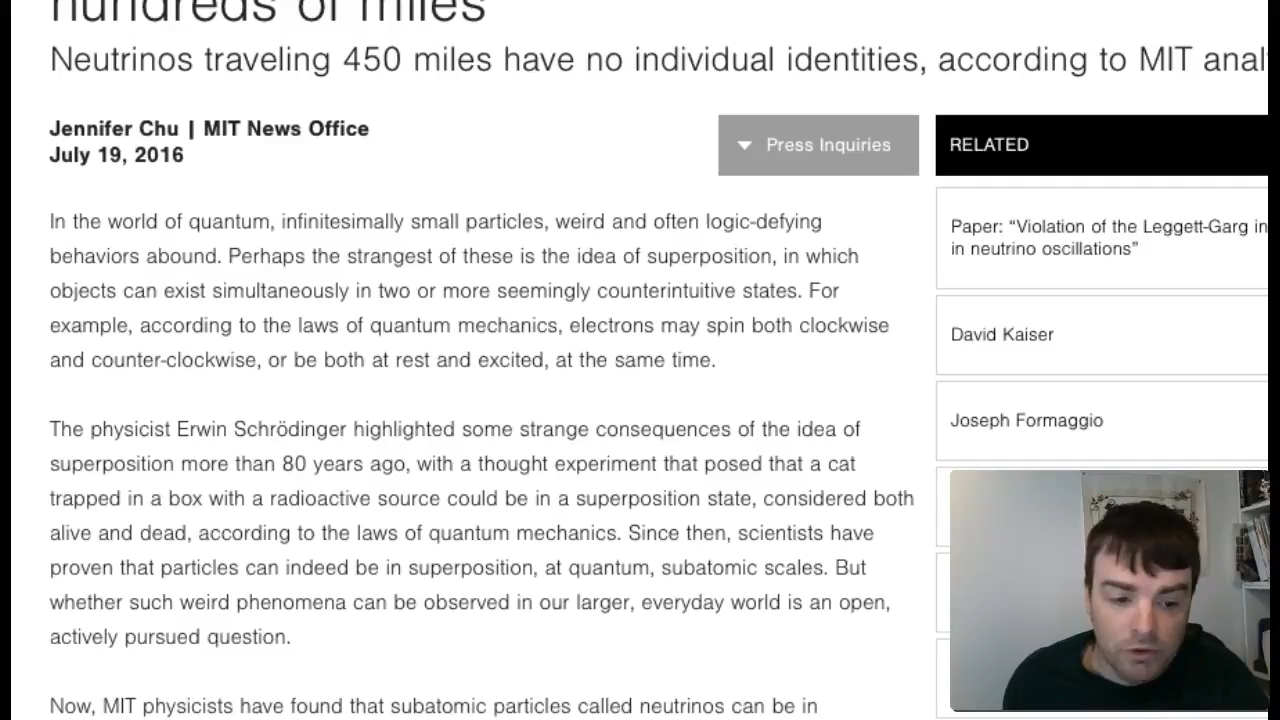 hundreds of miles
Neutrinos traveling 450 miles have no individual identities, according to MIT
Jennifer Chu | MIT News Office
July 19, 2016
Press Inquiries
RELATED
In the world of quantum, infinitesimally small particles, weird and often logic-defying
behaviors abound. Perhaps the strangest of these is the idea of superposition, in which
objects can exist simultaneously in two or more seemingly counterintuitive states. For
example, according to the laws of quantum mechanics, electrons may spin both clockwise
and counter-clockwise, or be both at rest and excited, at the same time.
The physicist Erwin Schrödinger highlighted some strange consequences of the idea of
superposition more than 80 years ago, with a thought experiment that posed that a cat
trapped in a box with a radioactive source could be in a superposition state, considered both
alive and dead, according to the laws of quantum mechanics. Since then, scientists have
proven that particles can indeed be in superposition, at quantum, subatomic scales. But
whether such weird phenomena can be observed in our larger, everyday world is an open,
actively pursued question.
Now, MIT physicists have found that subatomic particles called neutrinos can be in
Paper: “Violation of the Leggett-Garg
in neutrino oscillations”
David Kaiser
Joseph Formaggio